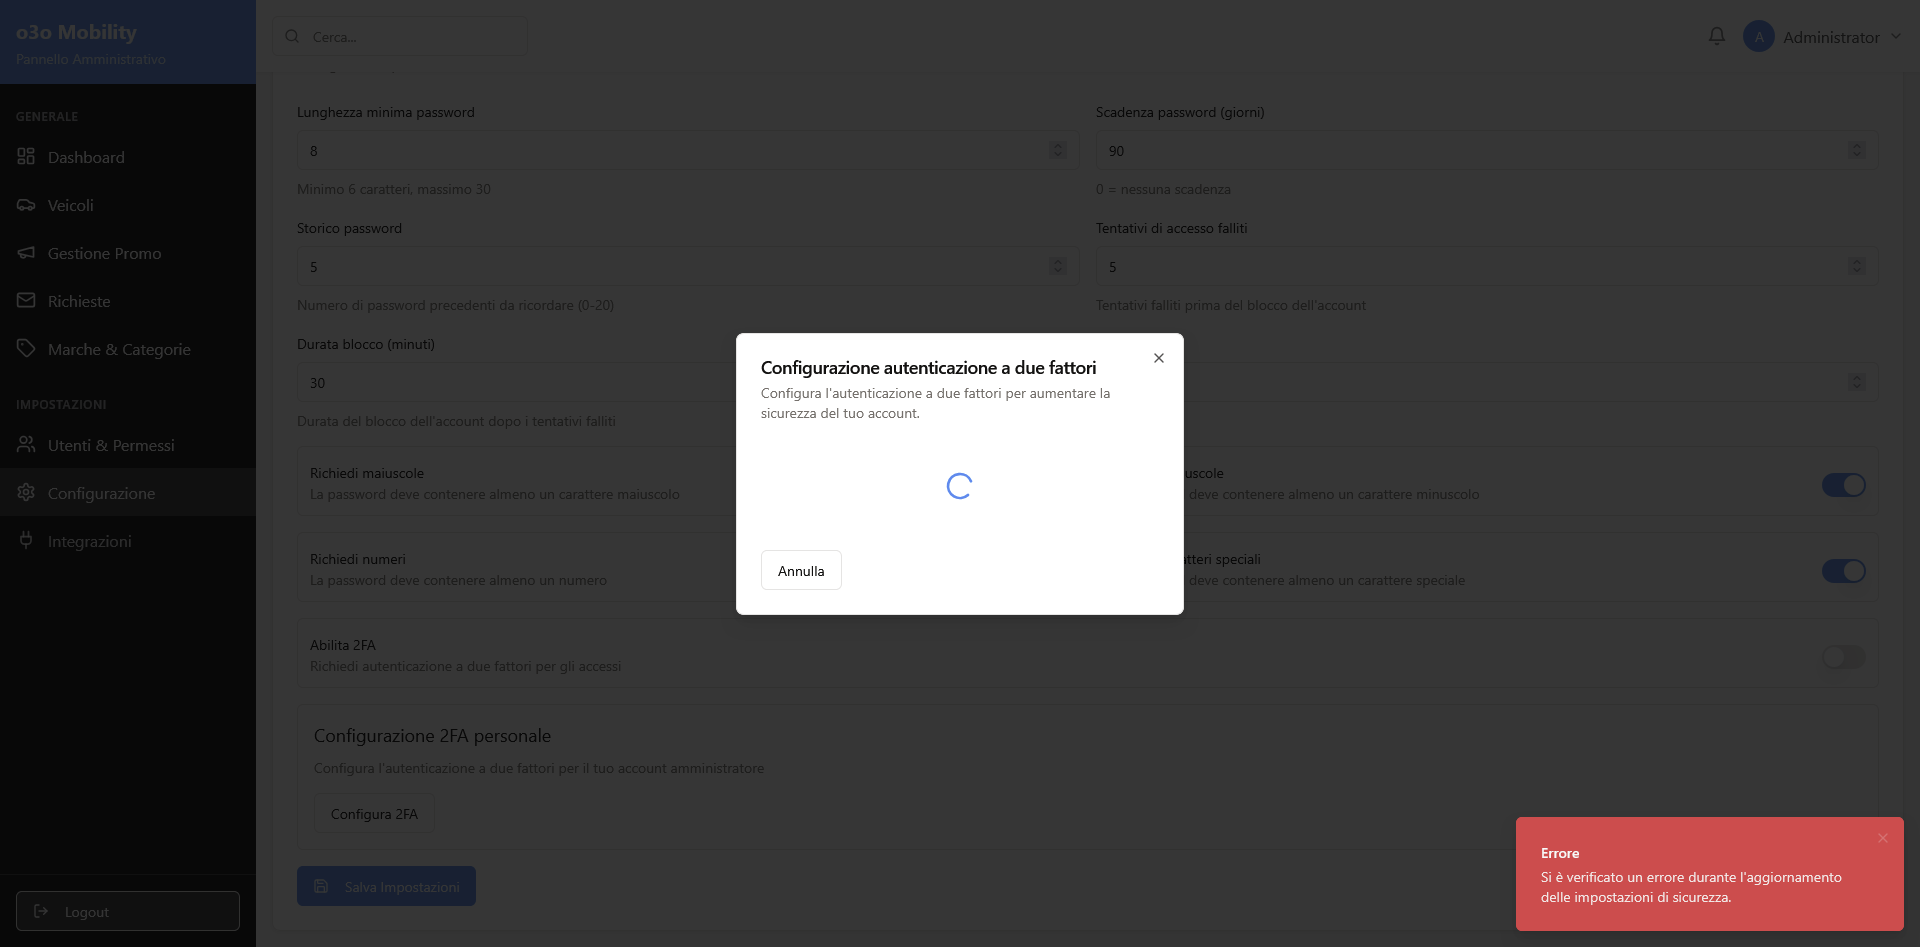 o3o Mobility
Pannello Amministrativo
Cerca...
A
Administrator
GENERALE
Dashboard
Veicoli
Gestione Promo
Richieste
Marche & Categorie
IMPOSTAZIONI
Utenti & Permessi
Configurazione
Integrazioni
Logout
Lunghezza minima password
8
Minimo 6 caratteri, massimo 30
Scadenza password (giorni)
90
0 = nessuna scadenza
Storico password
5
Numero di password precedenti da ricordare (0-20)
Tentativi di accesso falliti
5
Tentativi falliti prima del blocco dell'account
Durata blocco (minuti)
30
Durata del blocco dell'account dopo i tentativi falliti
Richiedi maiuscole
La password deve contenere almeno un carattere maiuscolo
deve contenere almeno un carattere minuscolo
Richiedi numeri
La password deve contenere almeno un numero
speciali
deve contenere almeno un carattere speciale
Abilita 2FA
Richiedi autenticazione a due fattori per gli accessi
Configurazione 2FA personale
Configura l'autenticazione a due fattori per il tuo account amministratore
Configura 2FA
Salva Impostazioni
Configurazione autenticazione a due fattori
Configura l'autenticazione a due fattori per aumentare la
sicurezza del tuo account.
Annulla
Errore
Si è verificato un errore durante l'aggiornamento
delle impostazioni di sicurezza.